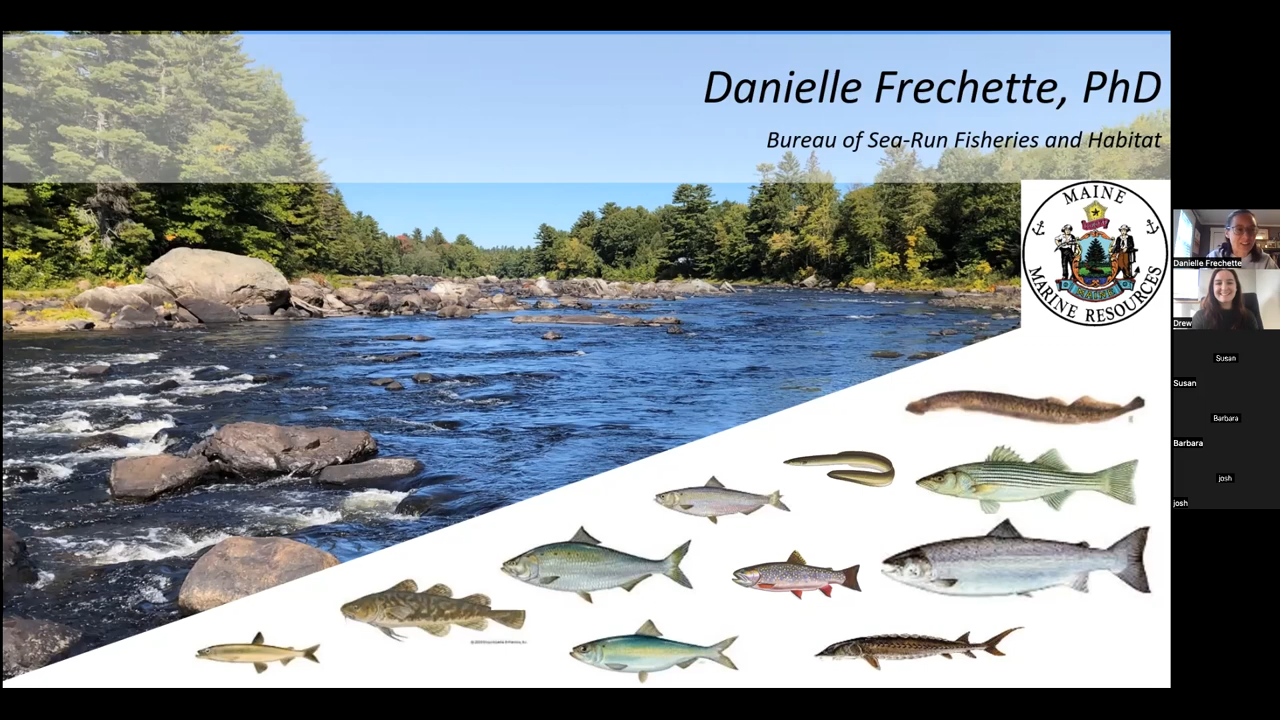 Danielle Frechette, PhD
Bureau of Sea-Run Fisheries and Habitat
MAINE
MARINE RESOURCES
Danielle Frechette
Drew
Susan
Susan
Barbara
Barbara
josh
josh